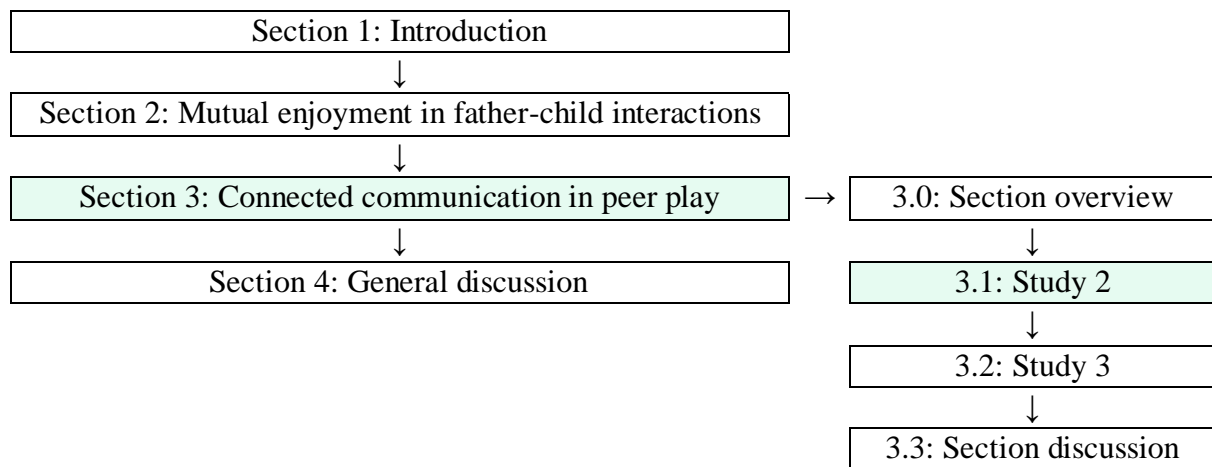 Section 1: Introduction
↓
Section 2: Mutual enjoyment in father-child interactions
↓
Section 3: Connected communication in peer play → 3.0: Section overview
↓ ↓
Section 4: General discussion 3.1: Study 2
↓
3.2: Study 3
↓
3.3: Section discussion